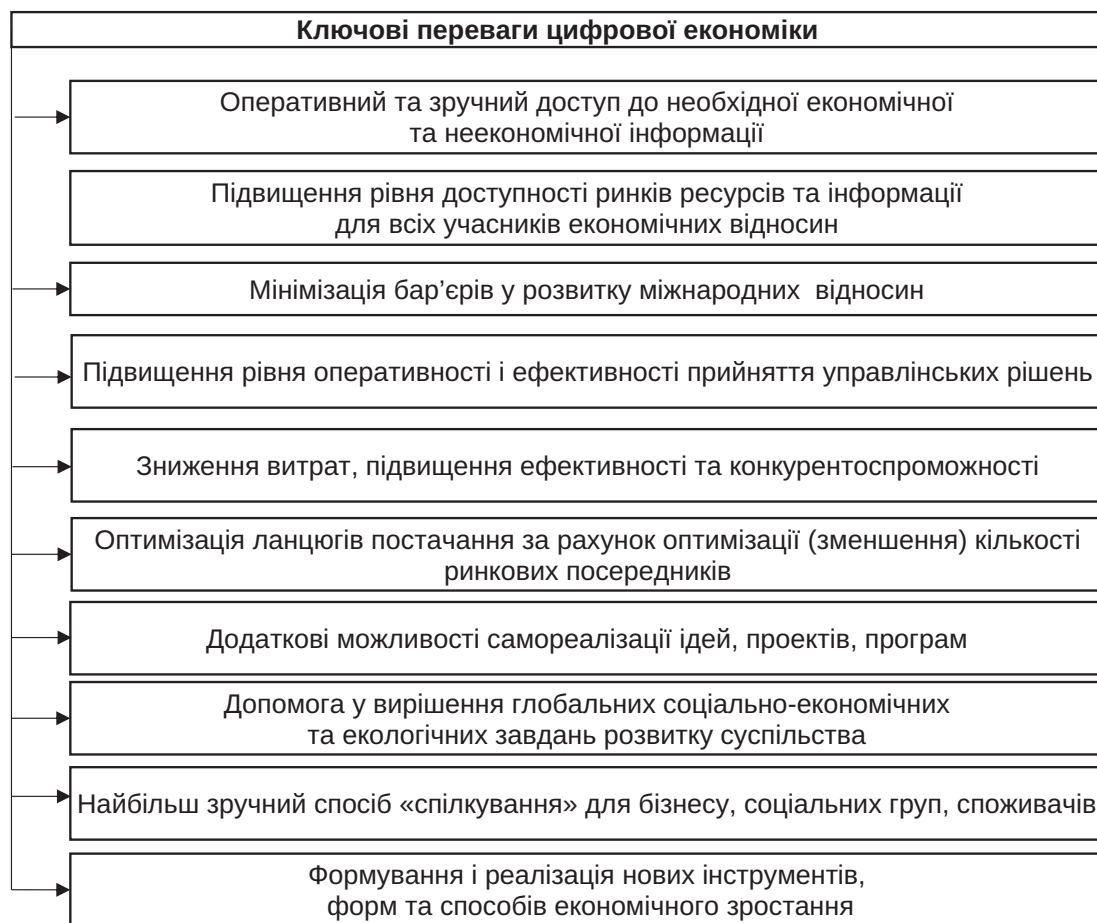 Ключові переваги цифрової економіки
Оперативний та зручний доступ до необхідної економічної
та неекономічної інформації
Підвищення рівня доступності ринків ресурсів та інформації
для всіх учасників економічних відносин
Мінімізація бар’єрів у розвитку міжнародних відносин
Підвищення рівня оперативності і ефективності прийняття управлінських рішень
Зниження витрат, підвищення ефективності та конкурентоспроможності
Оптимізація ланцюгів постачання за рахунок оптимізації (зменшення) кількості
ринкових посередників
Додаткові можливості самореалізації ідей, проектів, програм
Допомога у вирішення глобальних соціально-економічних
та екологічних завдань розвитку суспільства
Найбільш зручний спосіб «спілкування» для бізнесу, соціальних груп, споживачів
Формування і реалізація нових інструментів,
форм та способів економічного зростання